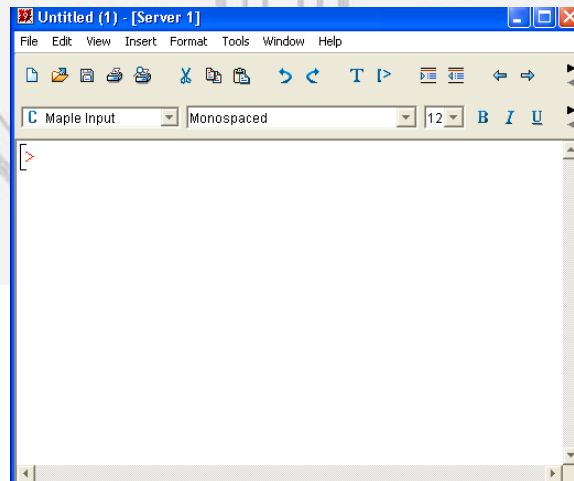 Untitled (1) - [Server 1]
File Edit View Insert Format Tools Window Help
T [>
C Maple Input Monospaced 12 B I U
>